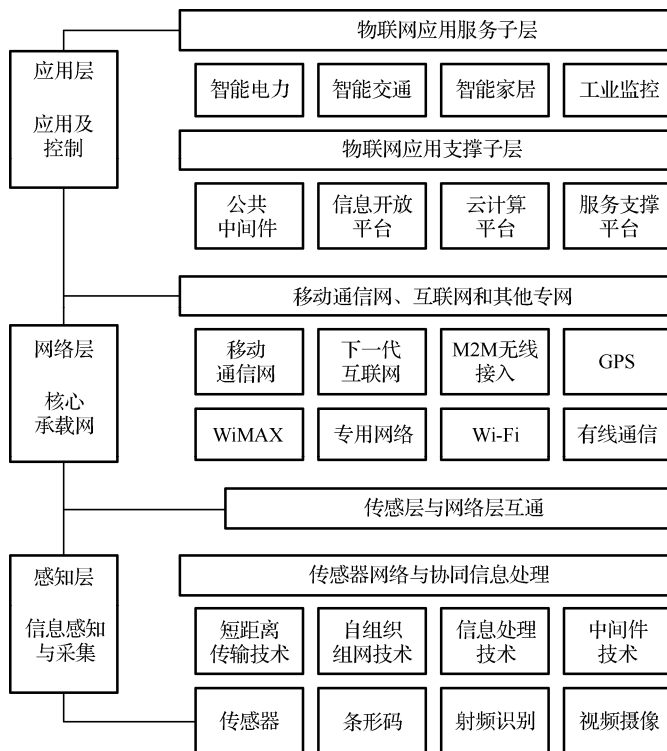 物联网应用服务子层
应用层
应用及
控制
智能电力
智能交通
智能家居
工业监控
物联网应用支撑子层
公共
中间件
信息开放
平台
云计算
平台
服务支撑
平台
移动通信网、互联网和其他专网
网络层
核心
承载网
移动
通信网
下一代
互联网
M2M无线
接入
GPS
WiMAX
专用网络
Wi-Fi
有线通信
传感层与网络层互通
感知层
信息感知
与采集
传感器网络与协同信息处理
短距离
传输技术
自组织
组网技术
信息处理
技术
中间件
技术
传感器
条形码
射频识别
视频摄像